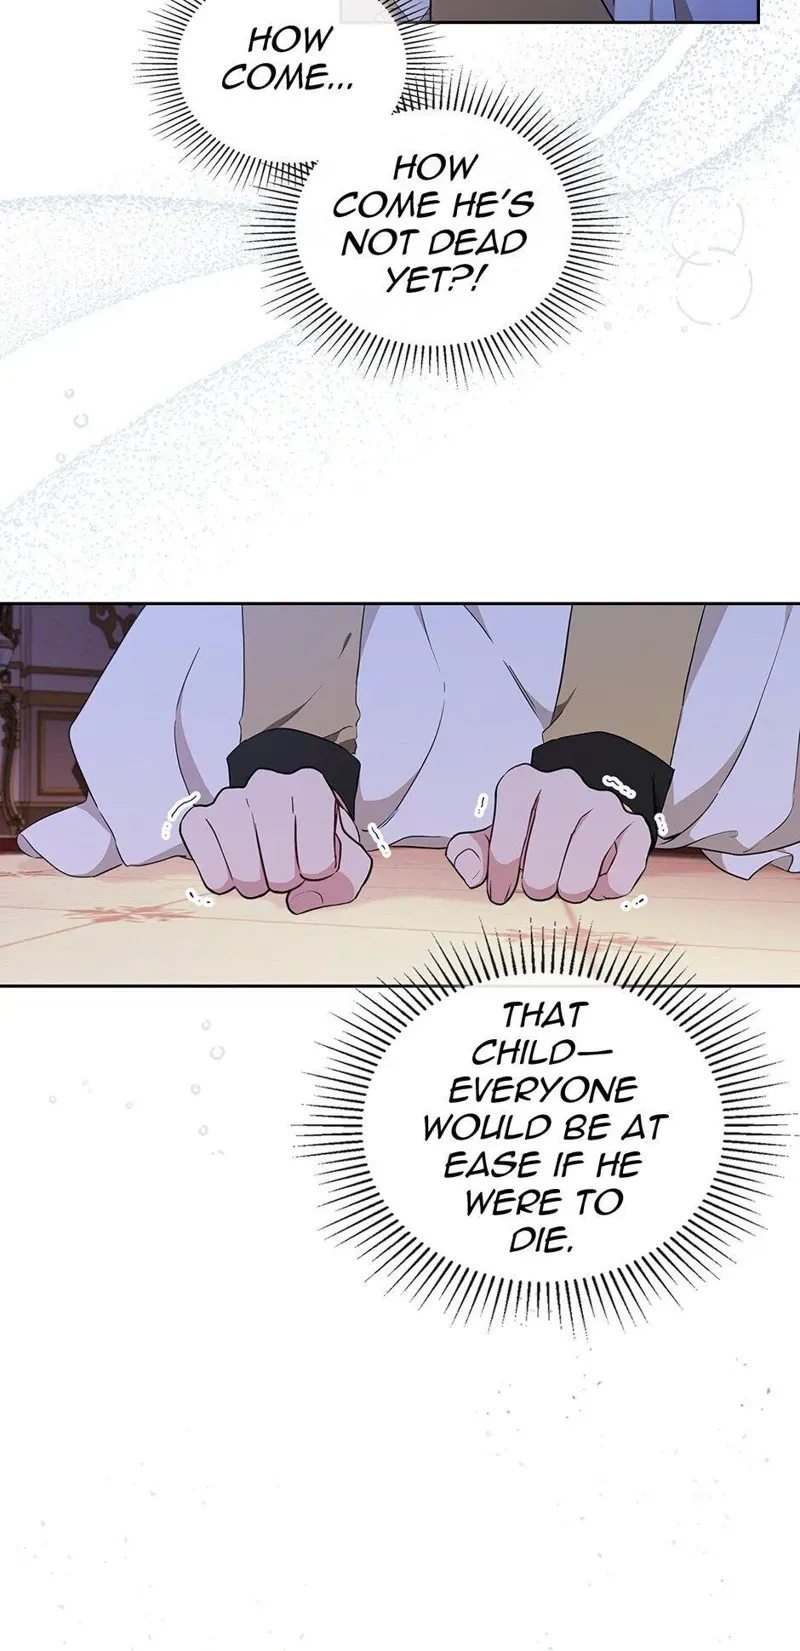 HOW
COME...
HOW
COME HE'S
NOT DEAD
YET?!
THAT
CHILD—
EVERYONE
WOULD BE AT
EASE IF HE
WERE TO
DIE.